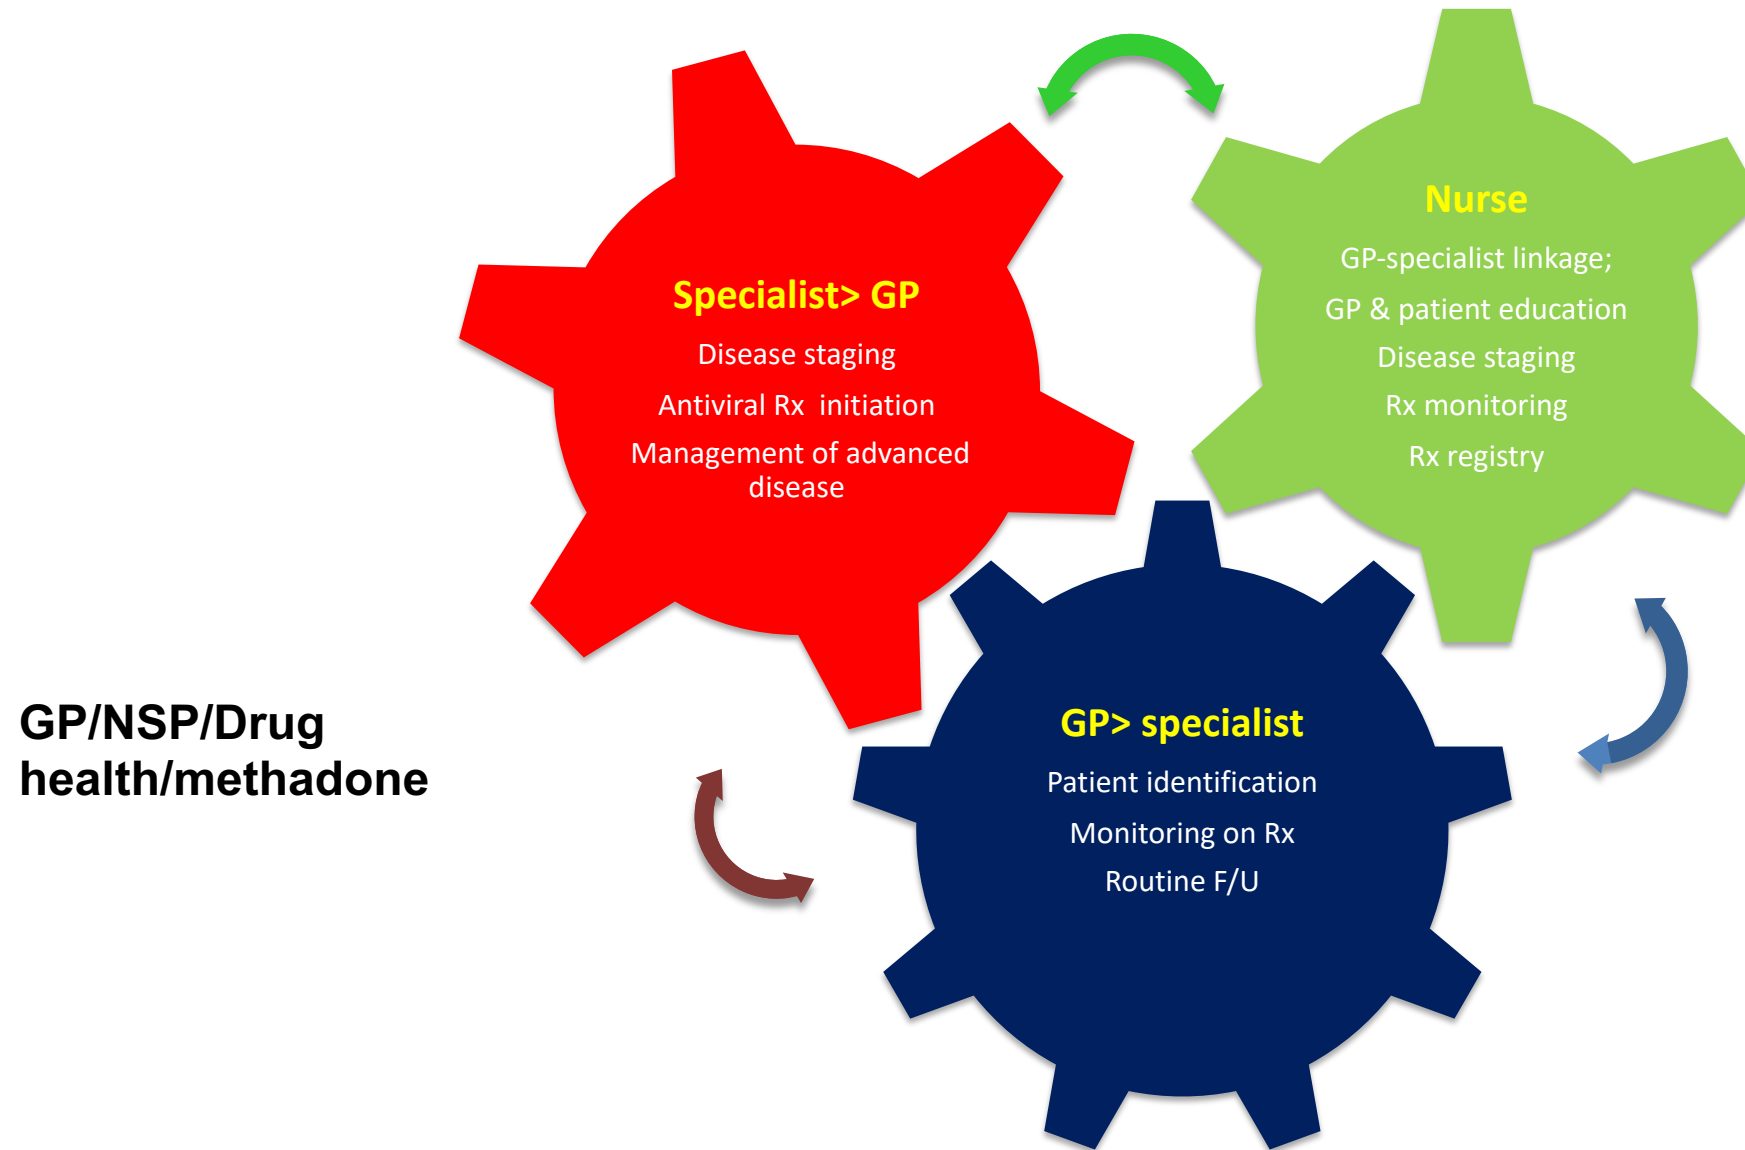 Specialist> GP
Disease staging
Antiviral Rx  initiation
Management of advanced
disease
Nurse
GP-specialist linkage;
GP & patient education
Disease staging
Rx monitoring
Rx registry
GP/NSP/Drug
health/methadone
GP> specialist
Patient identification
Monitoring on Rx
Routine F/U